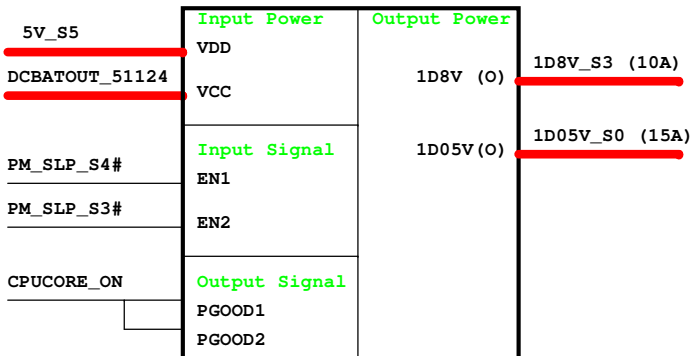 5V_S5
DCBATOUT_51124
PM_SLP_S4#
PM_SLP_S3#
CPUCORE_ON
Input Power
VDD
VCC
Input Signal
EN1
EN2
Output Signal
PGOOD1
PGOOD2
Output Power
1D8V (O)
1D05V(O)
1D8V_S3 (10A)
1D05V_S0 (15A)